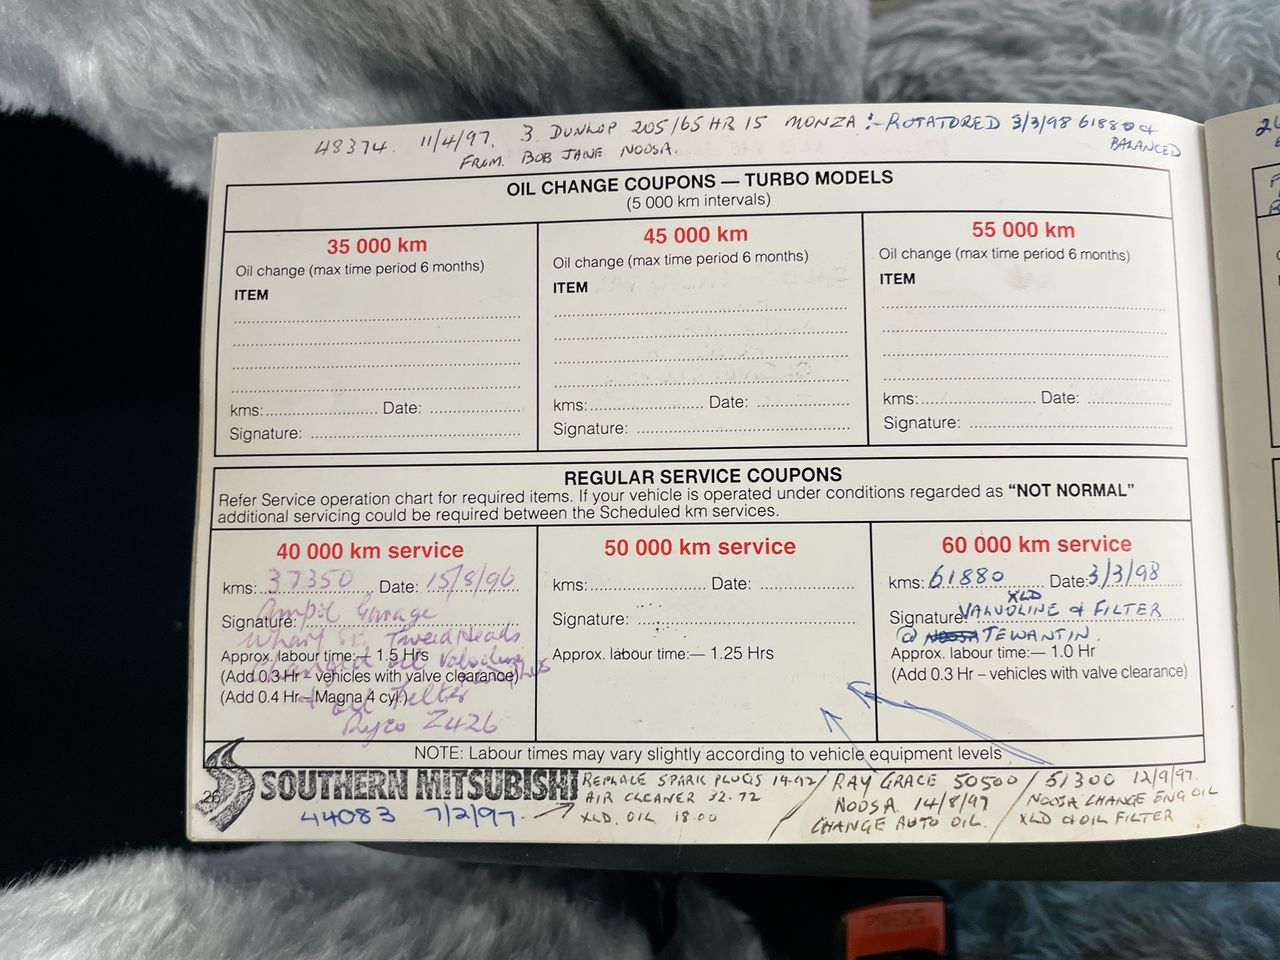 48374. 11/4/97. 3. DUNLOP 205/65 HR 15 MONZA :- ROTATORED 3/3/98 61880 &
FROM. BOB JANE NOOSA.
BALANCED
OIL CHANGE COUPONS — TURBO MODELS
(5 000 km intervals)
35 000 km
Oil change (max time period 6 months)
ITEM
kms: Date:
Signature:
45 000 km
Oil change (max time period 6 months)
ITEM
kms: Date:
Signature:
55 000 km
Oil change (max time period 6 months)
ITEM
kms: Date:
Signature:
REGULAR SERVICE COUPONS
Refer Service operation chart for required items. If your vehicle is operated under conditions regarded as “NOT NORMAL”
additional servicing could be required between the Scheduled km services.
40 000 km service
kms: 37350 Date: 15/8/96
Ampol Garage
Signature:
Wharf St Tweed Heads
Approx. labour time:— 1.5 Hrs
changed oil Valvoline
(Add 0.3 Hr – vehicles with valve clearance)
(Add 0.4 Hr – Magna 4 cyl.)
+ oil Filter
Ryco Z426
50 000 km service
kms: Date:
Signature:
Approx. labour time:— 1.25 Hrs
60 000 km service
kms: 61880 Date: 3/3/98
XLD
Signature: VALVOLINE & FILTER
@ TEWANTIN.
Approx. labour time:— 1.0 Hr
(Add 0.3 Hr – vehicles with valve clearance)
NOTE: Labour times may vary slightly according to vehicle equipment levels
26
SOUTHERN MITSUBISHI
44083 7/2/97.
REPLACE SPARK PLUGS 14-92
AIR CLEANER 32.72
XLD. OIL 18.00
RAY GRACE 50500
NOOSA. 14/8/97
CHANGE AUTO OIL.
51300 12/9/97.
NOOSA CHANGE ENG OIL
XLD & OIL FILTER